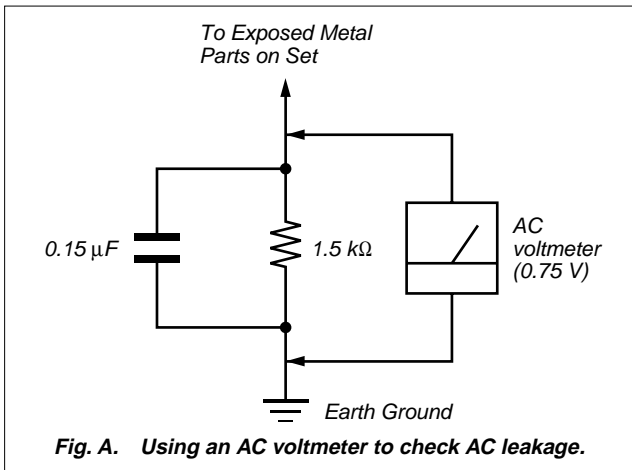 To Exposed Metal
Parts on Set
0.15 μF
1.5 kΩ
AC
voltmeter
(0.75 V)
Earth Ground
Fig. A. Using an AC voltmeter to check AC leakage.